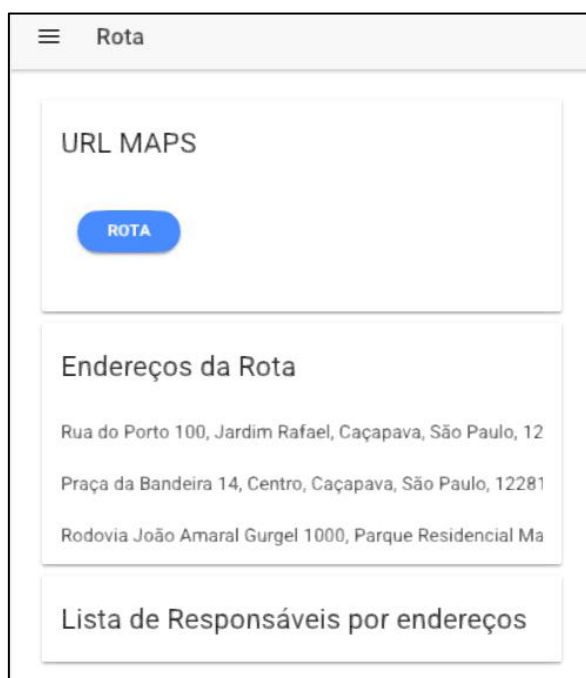 Rota
URL MAPS
ROTA
Endereços da Rota
Rua do Porto 100, Jardim Rafael, Caçapava, São Paulo, 12
Praça da Bandeira 14, Centro, Caçapava, São Paulo, 12281
Rodovia João Amaral Gurgel 1000, Parque Residencial Ma
Lista de Responsáveis por endereços